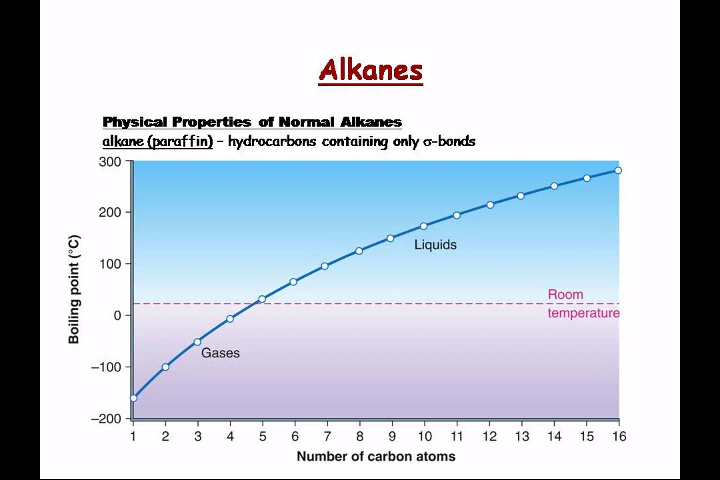 Alkanes
Physical Properties of Normal Alkanes
alkane (paraffin) – hydrocarbons containing only σ-bonds
300
200
100
0
–100
–200
Boiling point (°C)
Liquids
Room
temperature
Gases
1 2 3 4 5 6 7 8 9 10 11 12 13 14 15 16
Number of carbon atoms